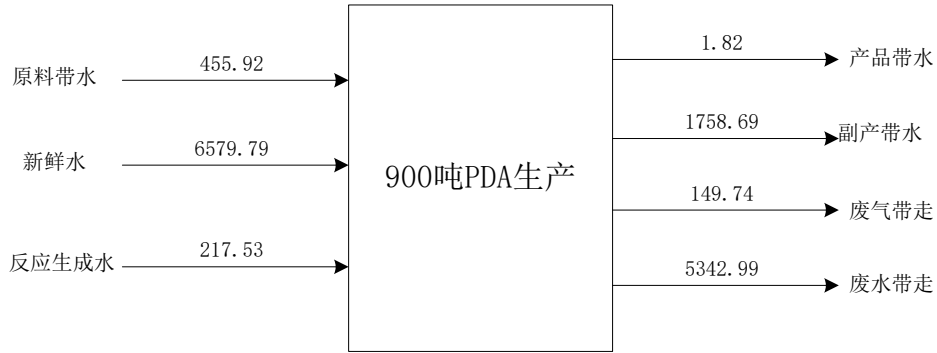 原料带水
455.92
新鲜水
6579.79
反应生成水
217.53
900吨PDA生产
1.82
产品带水
1758.69
副产带水
149.74
废气带走
5342.99
废水带走